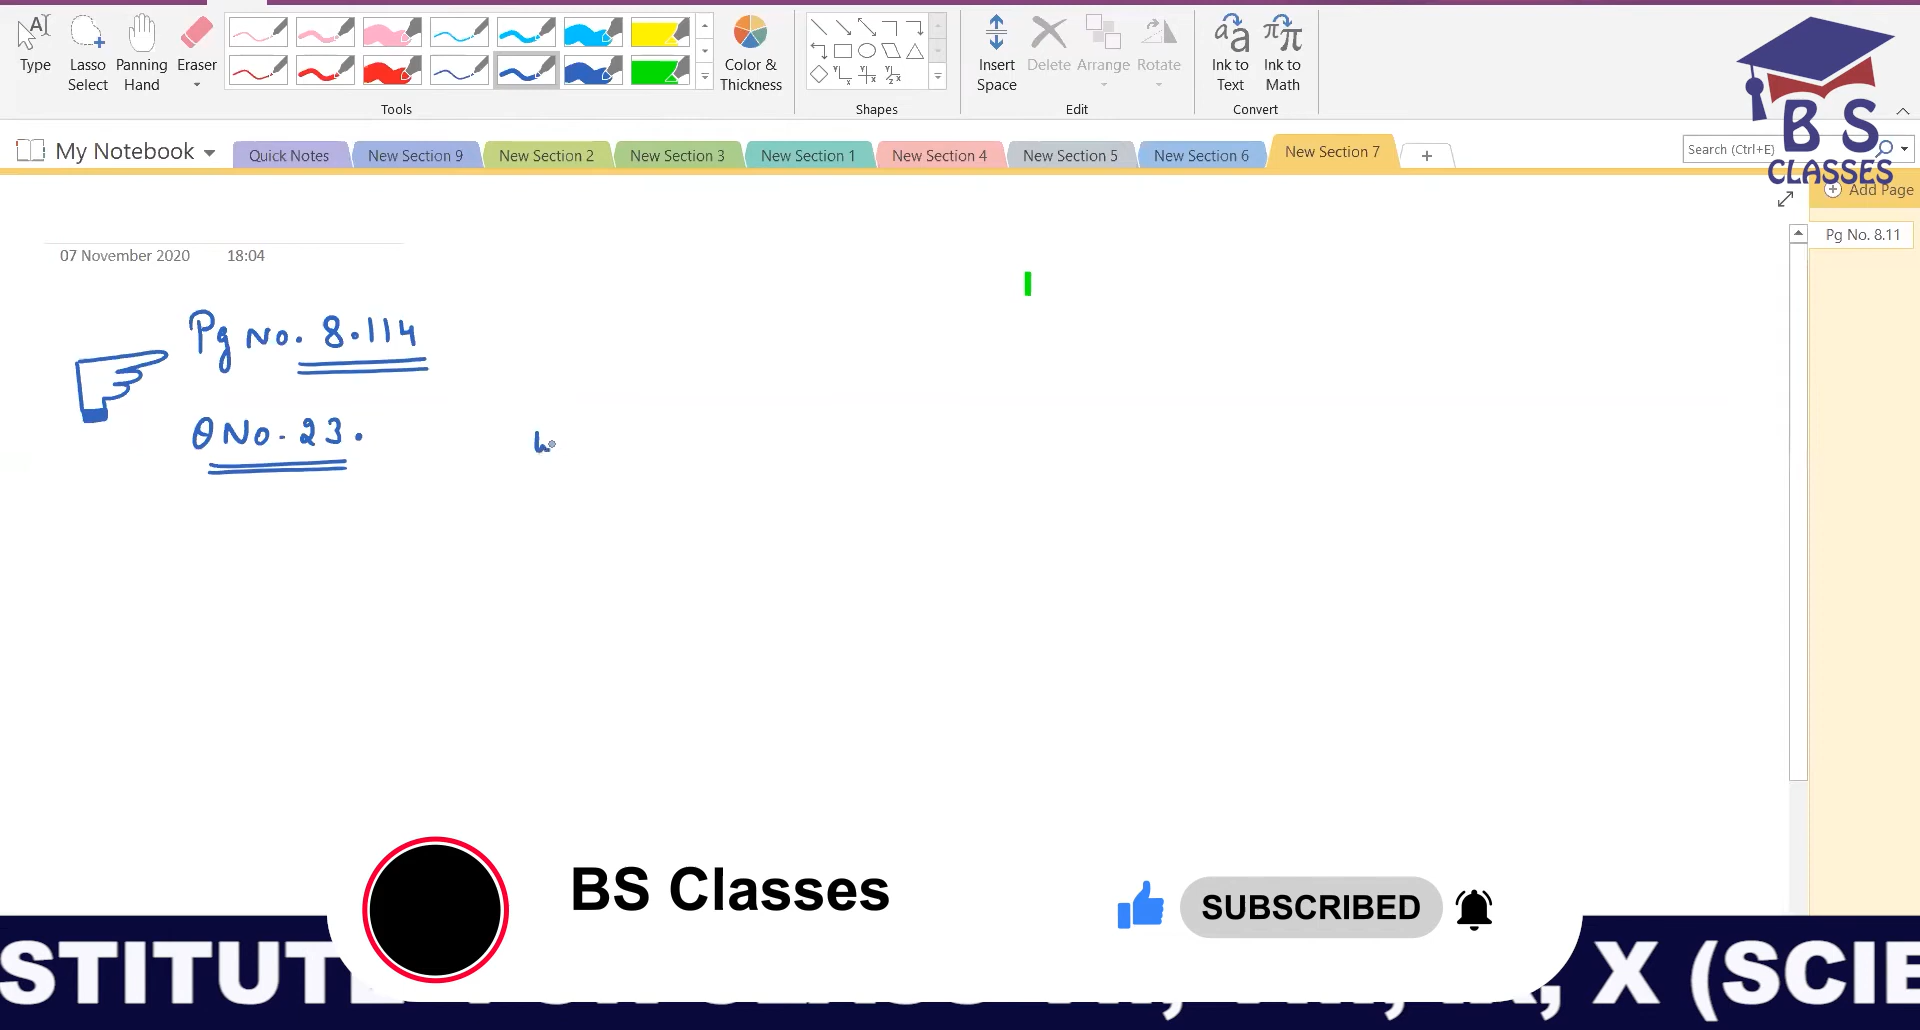 Type
Lasso Select
Panning Hand
Eraser
Color & Thickness
Insert Space
Delete
Arrange
Rotate
Ink to Text
Ink to Math
Tools
Shapes
Edit
Convert
B S
CLASSES
My Notebook
Quick Notes
New Section 9
New Section 2
New Section 3
New Section 1
New Section 4
New Section 5
New Section 6
New Section 7
Search (Ctrl+E)
Add Page
Pg No. 8.11
07 November 2020 18:04
Pg No. 8.114
Q No. 23.
BS Classes
SUBSCRIBED
X (SCIE